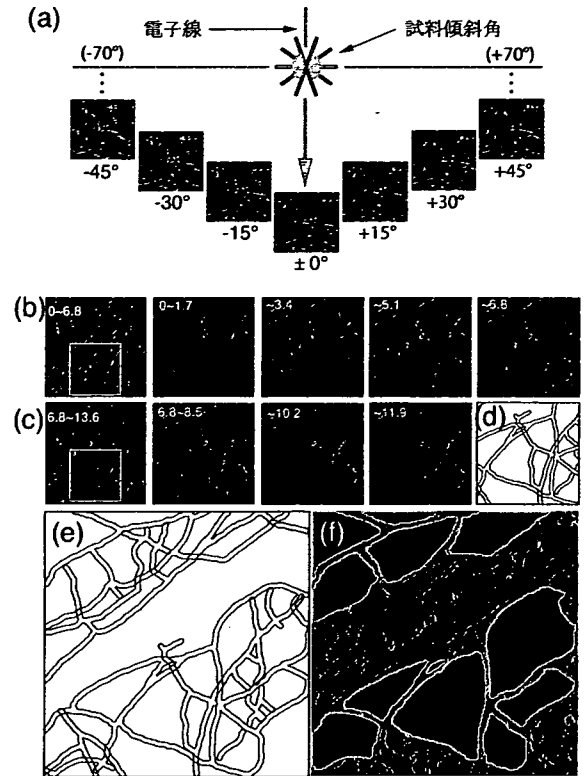 (a)
電子線
試料傾斜角
(-70°)
(+70°)
-45°
-30°
-15°
±0°
+15°
+30°
+45°
(b)
0~6.8
0~1.7
~3.4
~5.1
~6.8
(c)
6.8~13.6
6.8~8.5
~10.2
~11.9
(d)
(e)
(f)